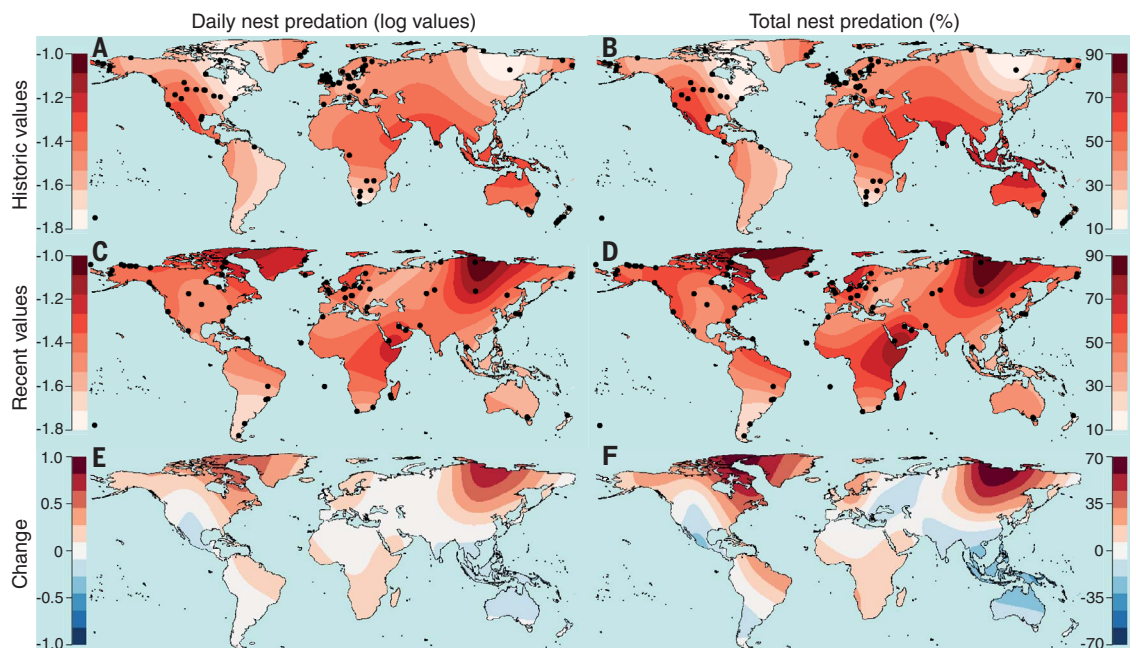 Daily nest predation (log values)
Total nest predation (%)
Historic values
A
-1.0
-1.2
-1.4
-1.6
-1.8
B
90
70
50
30
10
Recent values
C
-1.0
-1.2
-1.4
-1.6
-1.8
D
90
70
50
30
10
Change
E
1.0
0.5
0
-0.5
-1.0
F
70
35
0
-35
-70